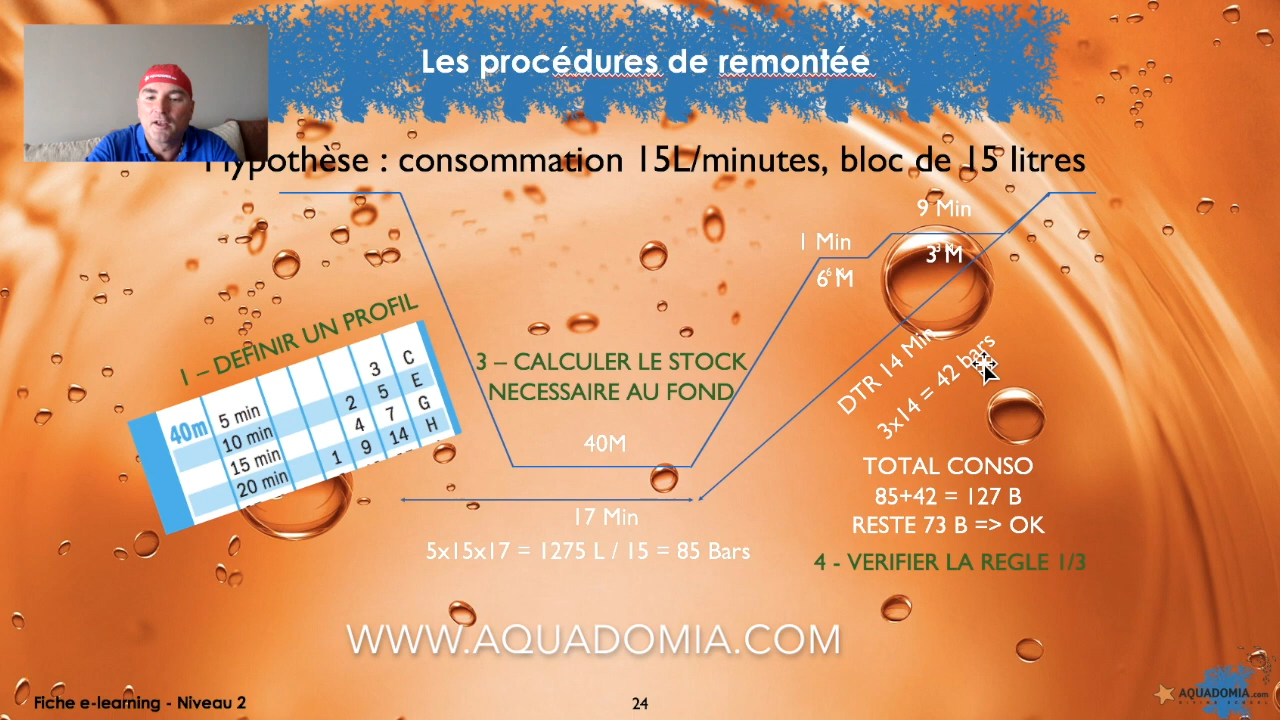 Les procédures de remontée
Hypothèse : consommation 15L/minutes, bloc de 15 litres
9 Min
1 Min
3 M
6 M
1 – DEFINIR UN PROFIL
3 – CALCULER LE STOCK
NECESSAIRE AU FOND
40m 5 min 3 C
10 min 2 5 E
15 min 4 7 G
20 min 1 9 14 H
DTR 14 Min
3x14 = 42 bars
40M
17 Min
5x15x17 = 1275 L / 15 = 85 Bars
TOTAL CONSO
85+42 = 127 B
RESTE 73 B => OK
4 - VERIFIER LA REGLE 1/3
WWW.AQUADOMIA.COM
Fiche e-learning - Niveau 2
24
AQUADOMIA.com
DIVING SCHOOL